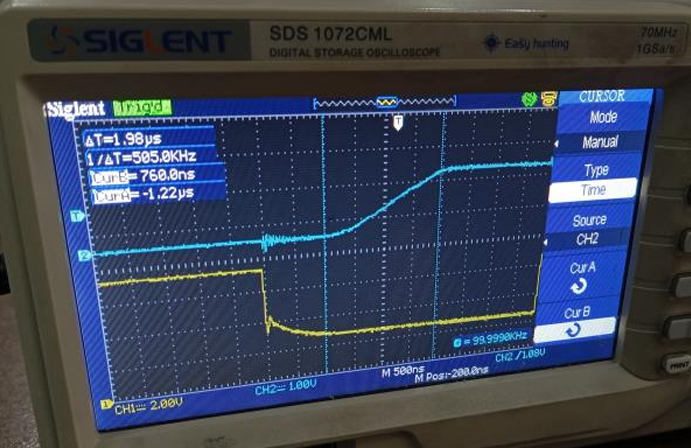 SIGLENT
SDS 1072CML
DIGITAL STORAGE OSCILLOSCOPE
Easy hunting
70MHz
1GSa/s
Siglent Trig'd
CURSOR
Mode
Manual
Type
Time
Source
CH2
Cur A
Cur B
ΔT=1.98μs
1/ΔT=505.0KHz
CurB= 760.0ns
CurA= -1.22μs
T
T
2
1
= 99.9990KHz
CH1 2.00V
CH2 1.00V
M 500ns
M Pos:-200.0ns
CH2 /1.08V
PRINT